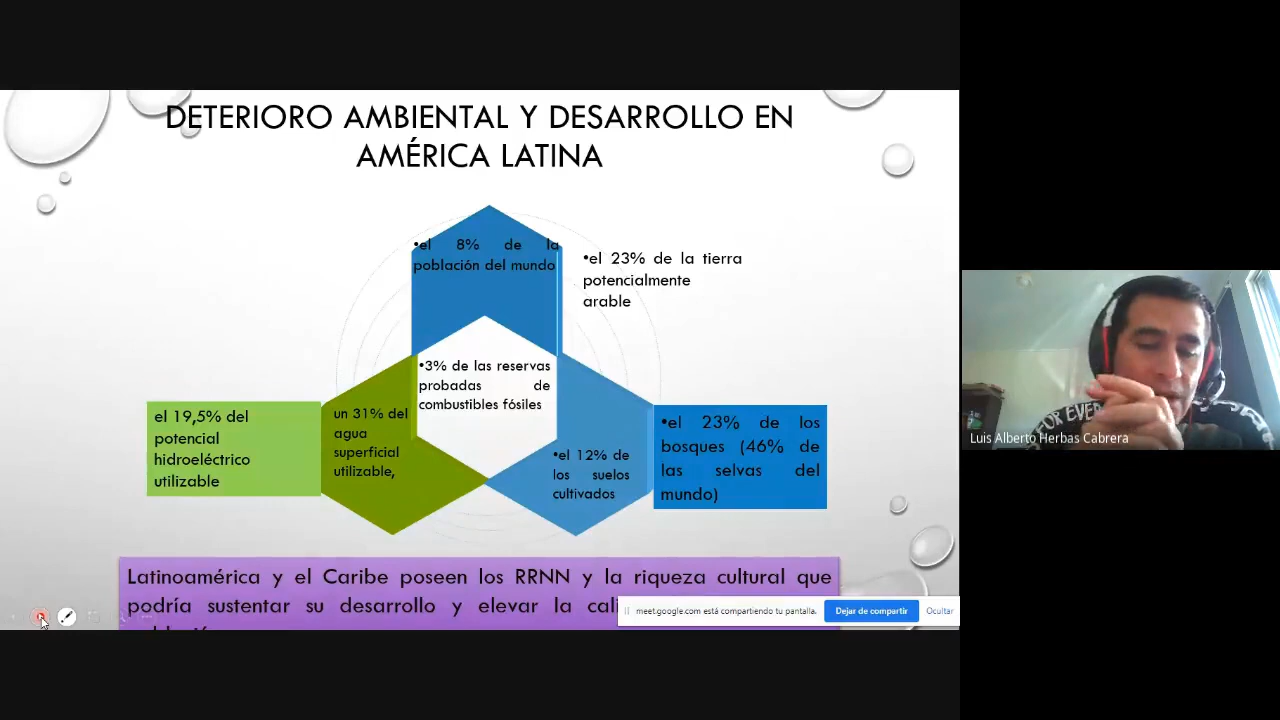 DETERIORO AMBIENTAL Y DESARROLLO EN
AMÉRICA LATINA
•el 8% de la
población del mundo
•el 23% de la tierra
potencialmente
arable
•3% de las reservas
probadas de
combustibles fósiles
el 19,5% del
potencial
hidroeléctrico
utilizable
un 31% del
agua
superficial
utilizable,
•el 12% de
los suelos
cultivados
•el 23% de los
bosques (46% de
las selvas del
mundo)
Latinoamérica y el Caribe poseen los RRNN y la riqueza cultural que
podría sustentar su desarrollo y elevar la
meet.google.com está compartiendo tu pantalla.
Dejar de compartir
Ocultar
FOR EVER
Luis Alberto Herbas Cabrera